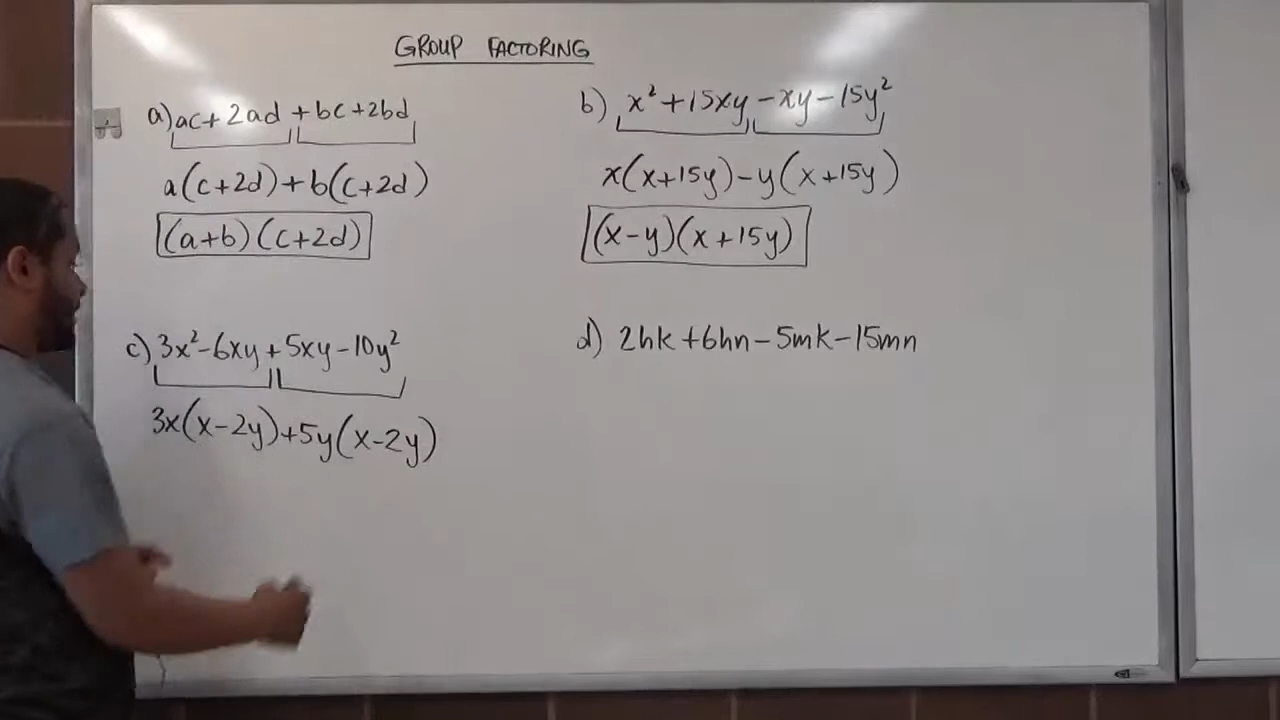 GROUP FACTORING
a) ac+2ad+bc+2bd
a(c+2d)+b(c+2d)
(a+b)(c+2d)
b) x²+15xy-xy-15y²
x(x+15y)-y(x+15y)
(x-y)(x+15y)
c) 3x²-6xy+5xy-10y²
3x(x-2y)+5y(x-2y)
d) 2hk+6hn-5mk-15mn